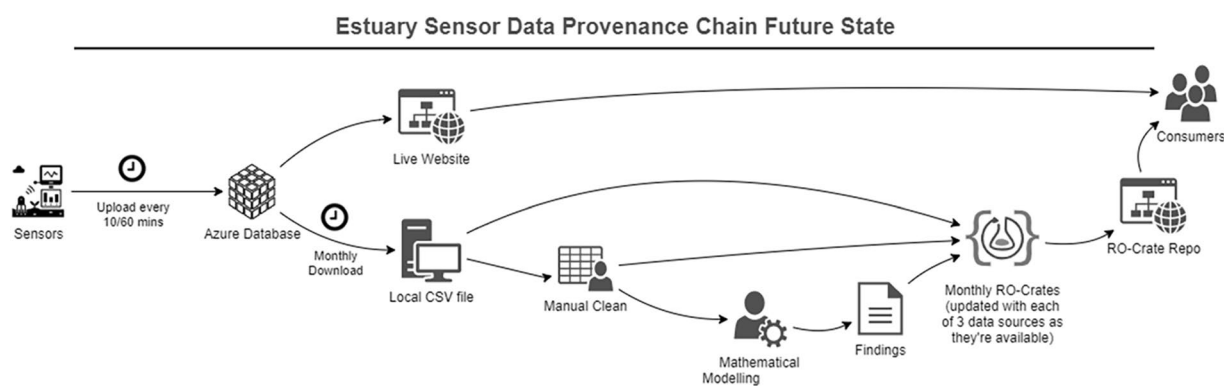 Estuary Sensor Data Provenance Chain Future State
Consumers
Live Website
Upload every
10/60 mins
Sensors
Azure Database
Monthly
Download
Local CSV file
Manual Clean
Mathematical
Modelling
Findings
Monthly RO-Crates
(updated with each
of 3 data sources as
they're available)
RO-Crate Repo